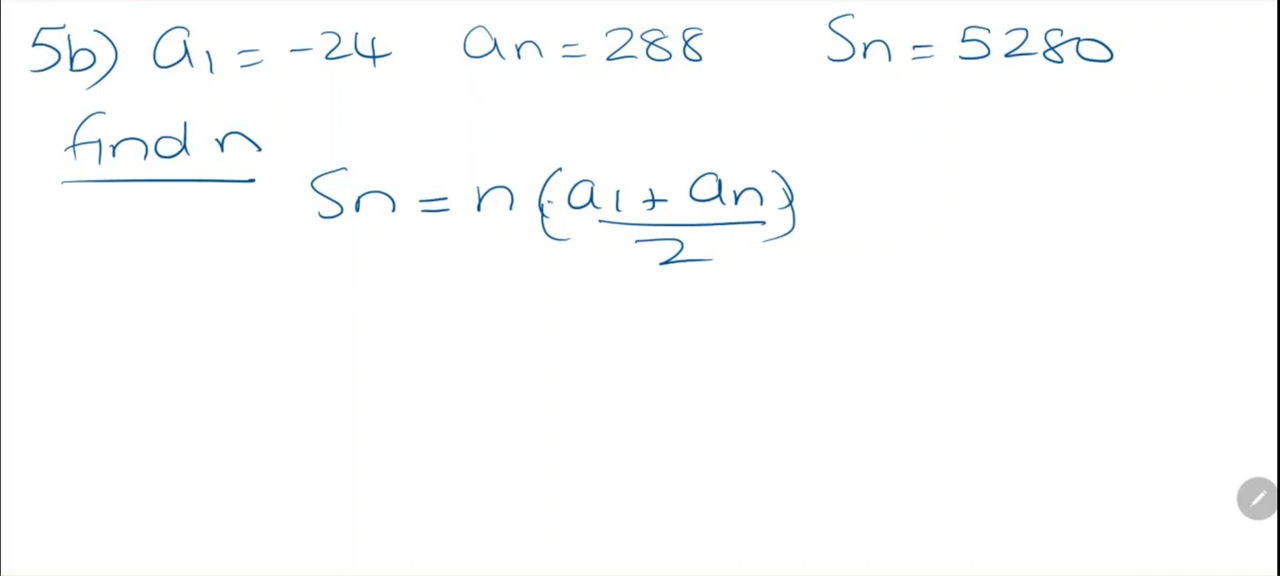 5b) a₁ = -24 an = 288 Sn = 5280
find n
Sn = n (a₁ + an / 2)